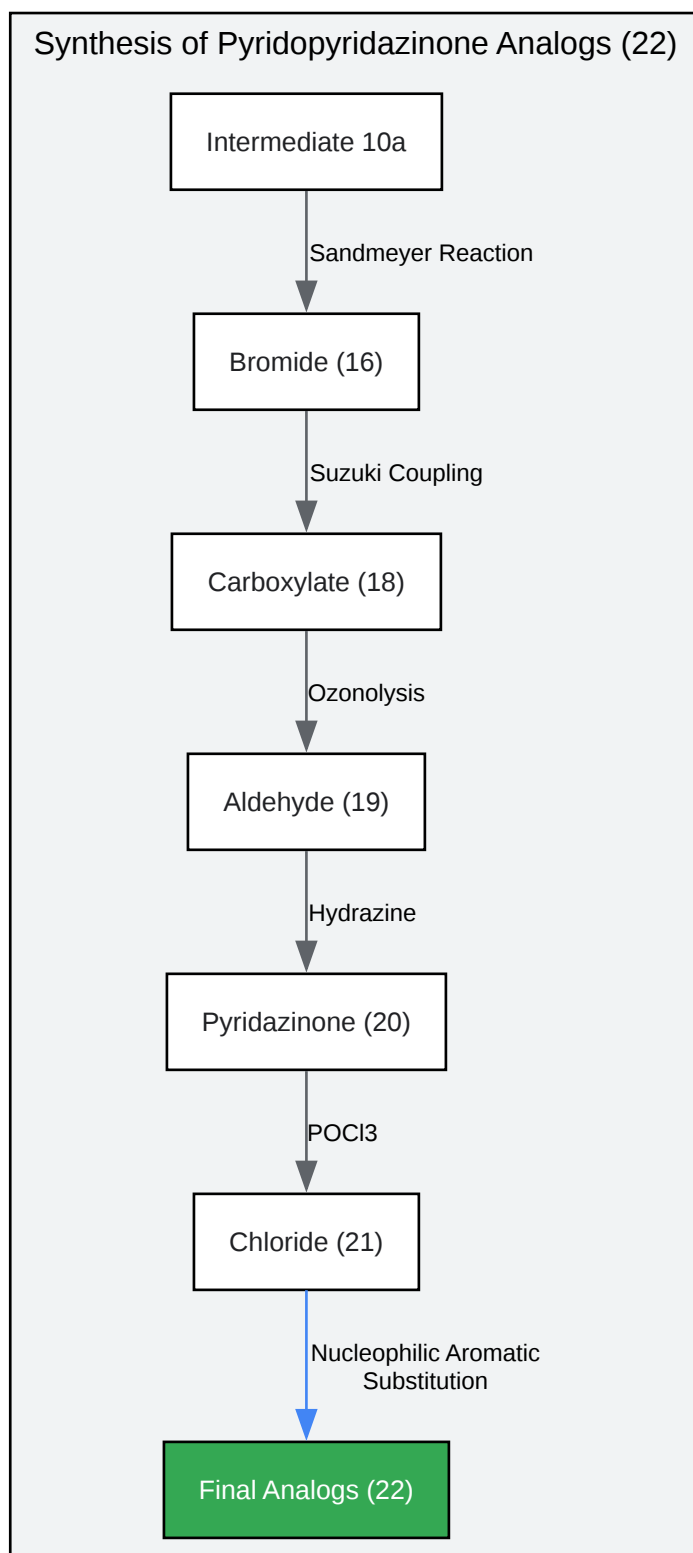 Synthesis of Pyridopyridazinone Analogs (22)
Intermediate 10a
Sandmeyer Reaction
Bromide (16)
Suzuki Coupling
Carboxylate (18)
Ozonolysis
Aldehyde (19)
Hydrazine
Pyridazinone (20)
POCl3
Chloride (21)
Nucleophilic Aromatic
Substitution
Final Analogs (22)